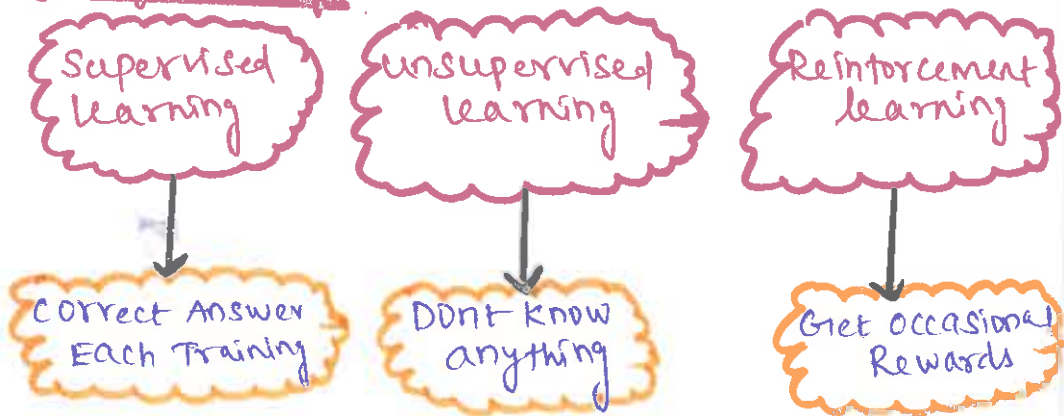 Supervised
Learning
unsupervised
Learning
Reinforcement
learning
Correct Answer
Each Training
Dont Know
anything
Get Occasional
Rewards